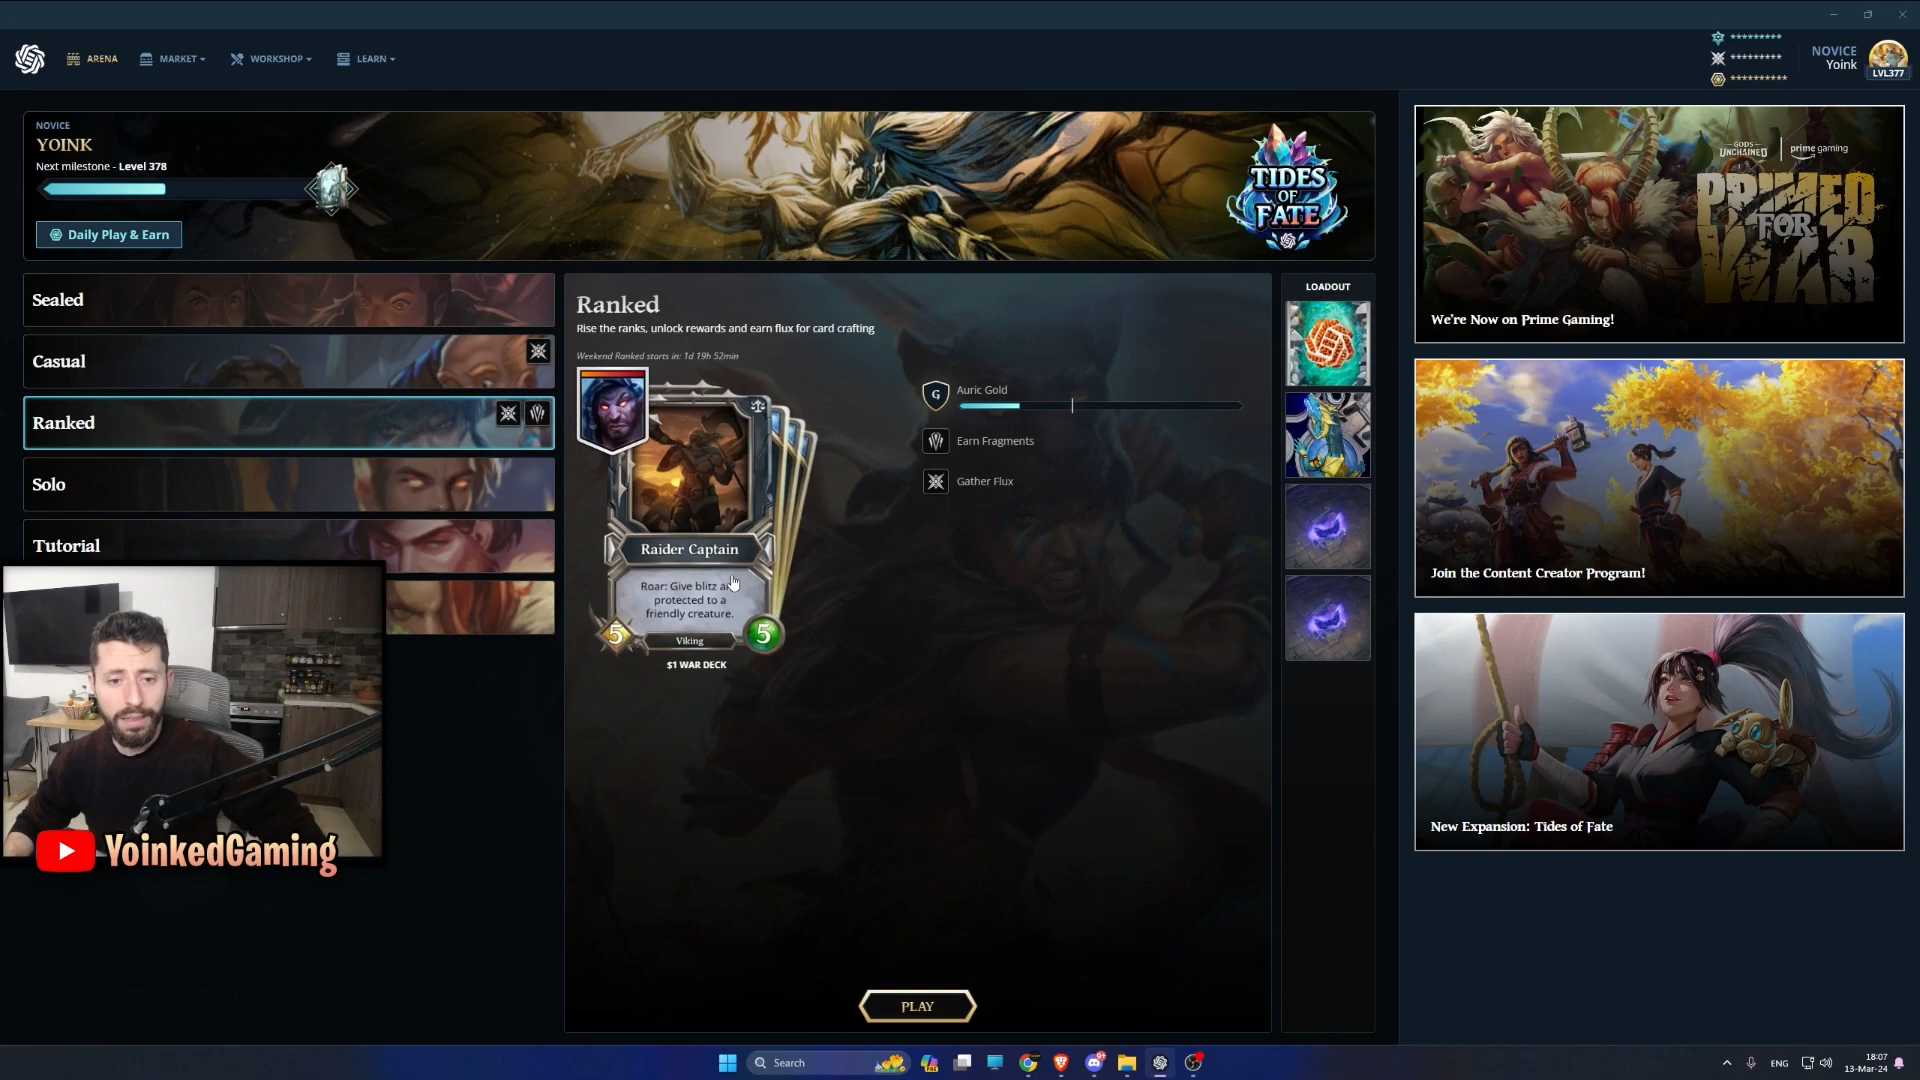 ARENA
MARKET
WORKSHOP
LEARN
*********
*********
**********
NOVICE
Yoink
LVL377
NOVICE
YOINK
Next milestone - Level 378
Daily Play & Earn
TIDES
OF
FATE
Sealed
Casual
Ranked
Solo
Tutorial
Ranked
Rise the ranks, unlock rewards and earn flux for card crafting
Weekend Ranked starts in: 1d 19h 52min
Raider Captain
Roar: Give blitz
protected to a
friendly creature.
5
Viking
5
$1 WAR DECK
G
Auric Gold
Earn Fragments
Gather Flux
PLAY
LOADOUT
GODS
UNCHAINED
prime gaming
PRIMED
FOR
WAR
We're Now on Prime Gaming!
Join the Content Creator Program!
New Expansion: Tides of Fate
YoinkedGaming
Search
ENG
18:07
13-Mar-24